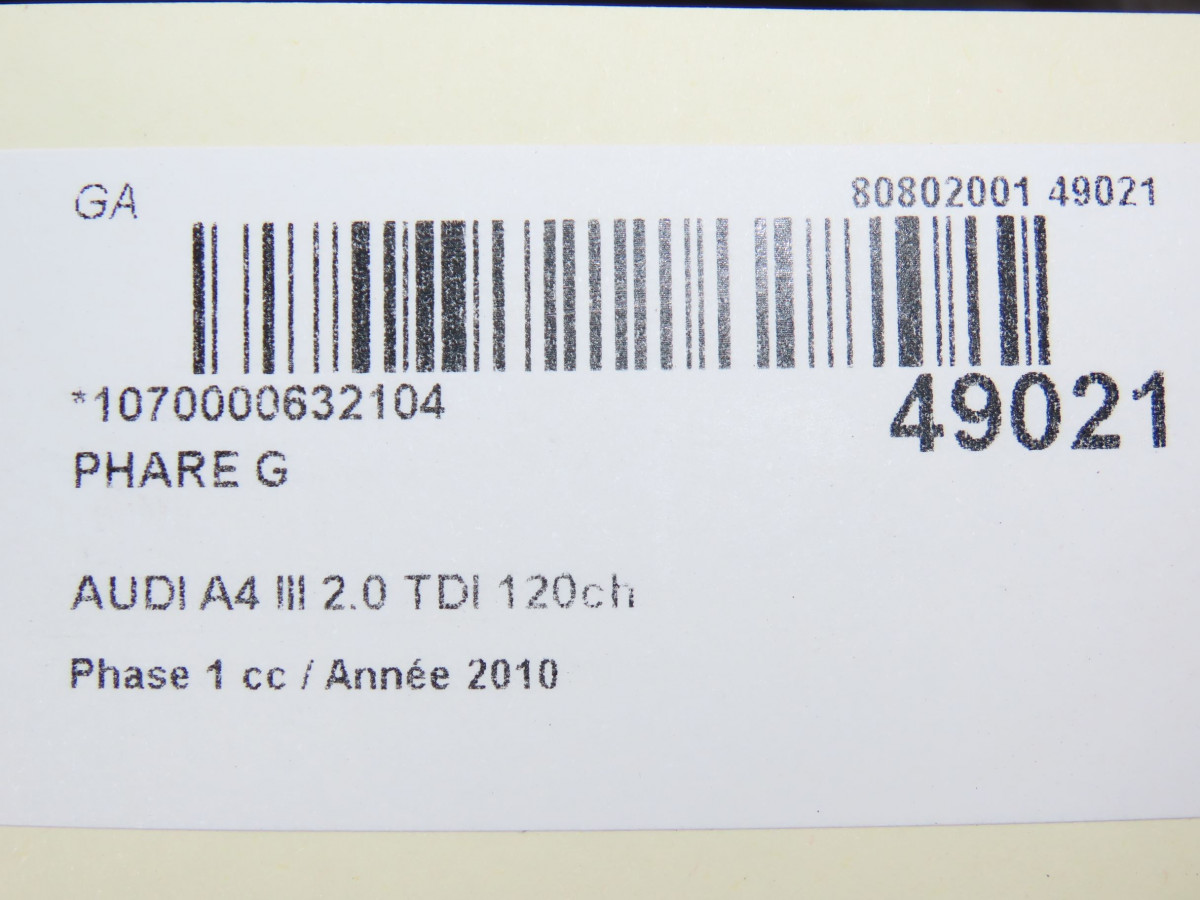 GA
80802001 49021
*1070000632104
49021
PHARE G
AUDI A4 III 2.0 TDI 120ch
Phase 1 cc / Année 2010